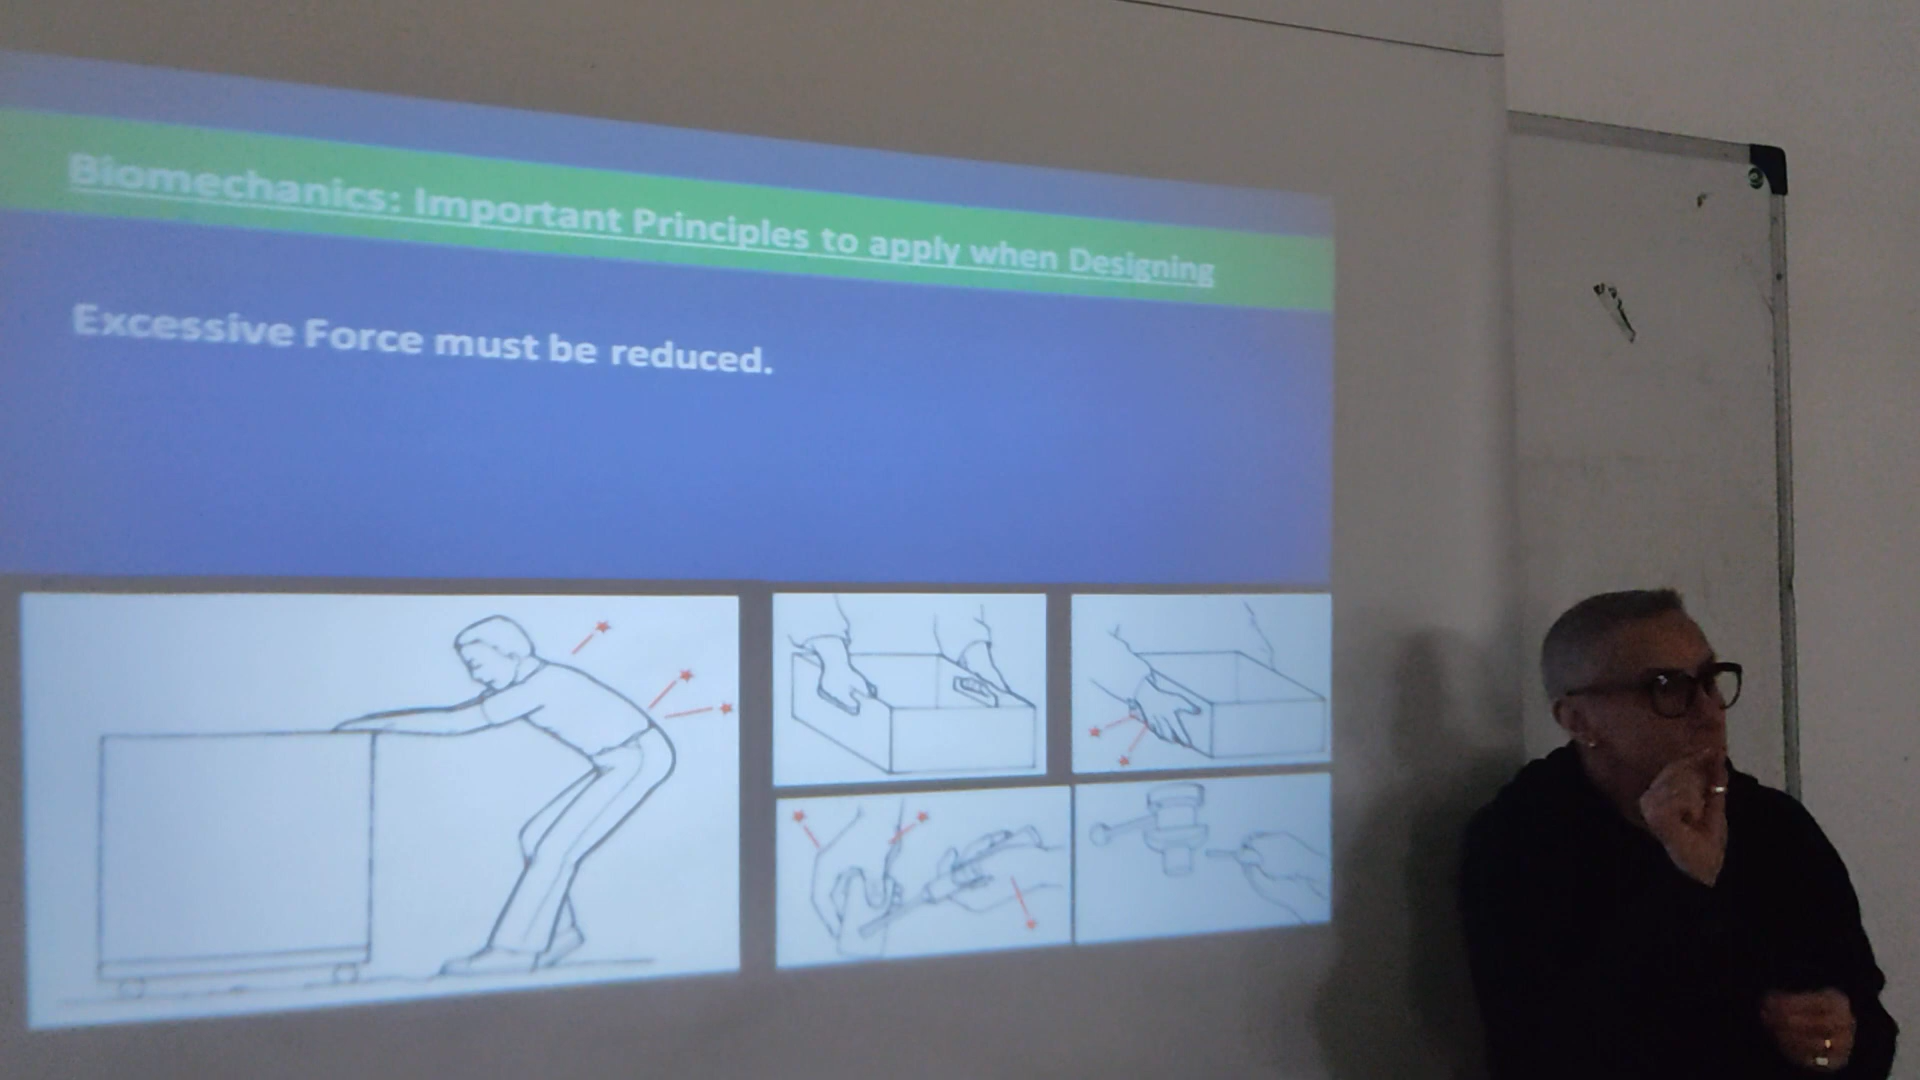 Biomechanics: Important Principles to apply when Designing
Excessive Force must be reduced.